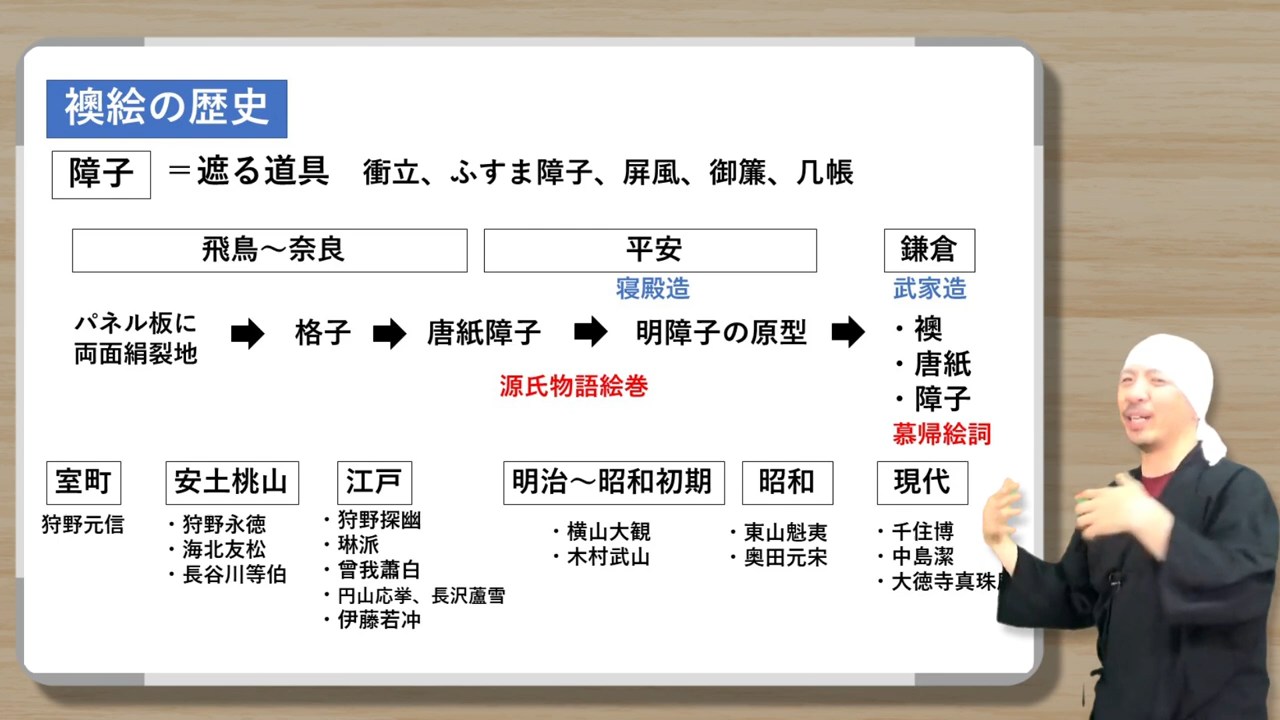 襖絵の歴史
障子 ＝遮る道具 衝立、ふすま障子、屏風、御簾、几帳
飛鳥～奈良 平安 鎌倉
寝殿造 武家造
パネル板に
両面絹裂地
格子 唐紙障子 明障子の原型
・襖
・唐紙
・障子
源氏物語絵巻
慕帰絵詞
室町
狩野元信
安土桃山
・狩野永徳
・海北友松
・長谷川等伯
江戸
・狩野探幽
・琳派
・曾我蕭白
・円山応挙、長沢蘆雪
・伊藤若冲
明治～昭和初期
・横山大観
・木村武山
昭和
・東山魁夷
・奥田元宋
現代
・千住博
・中島潔
・大徳寺真珠